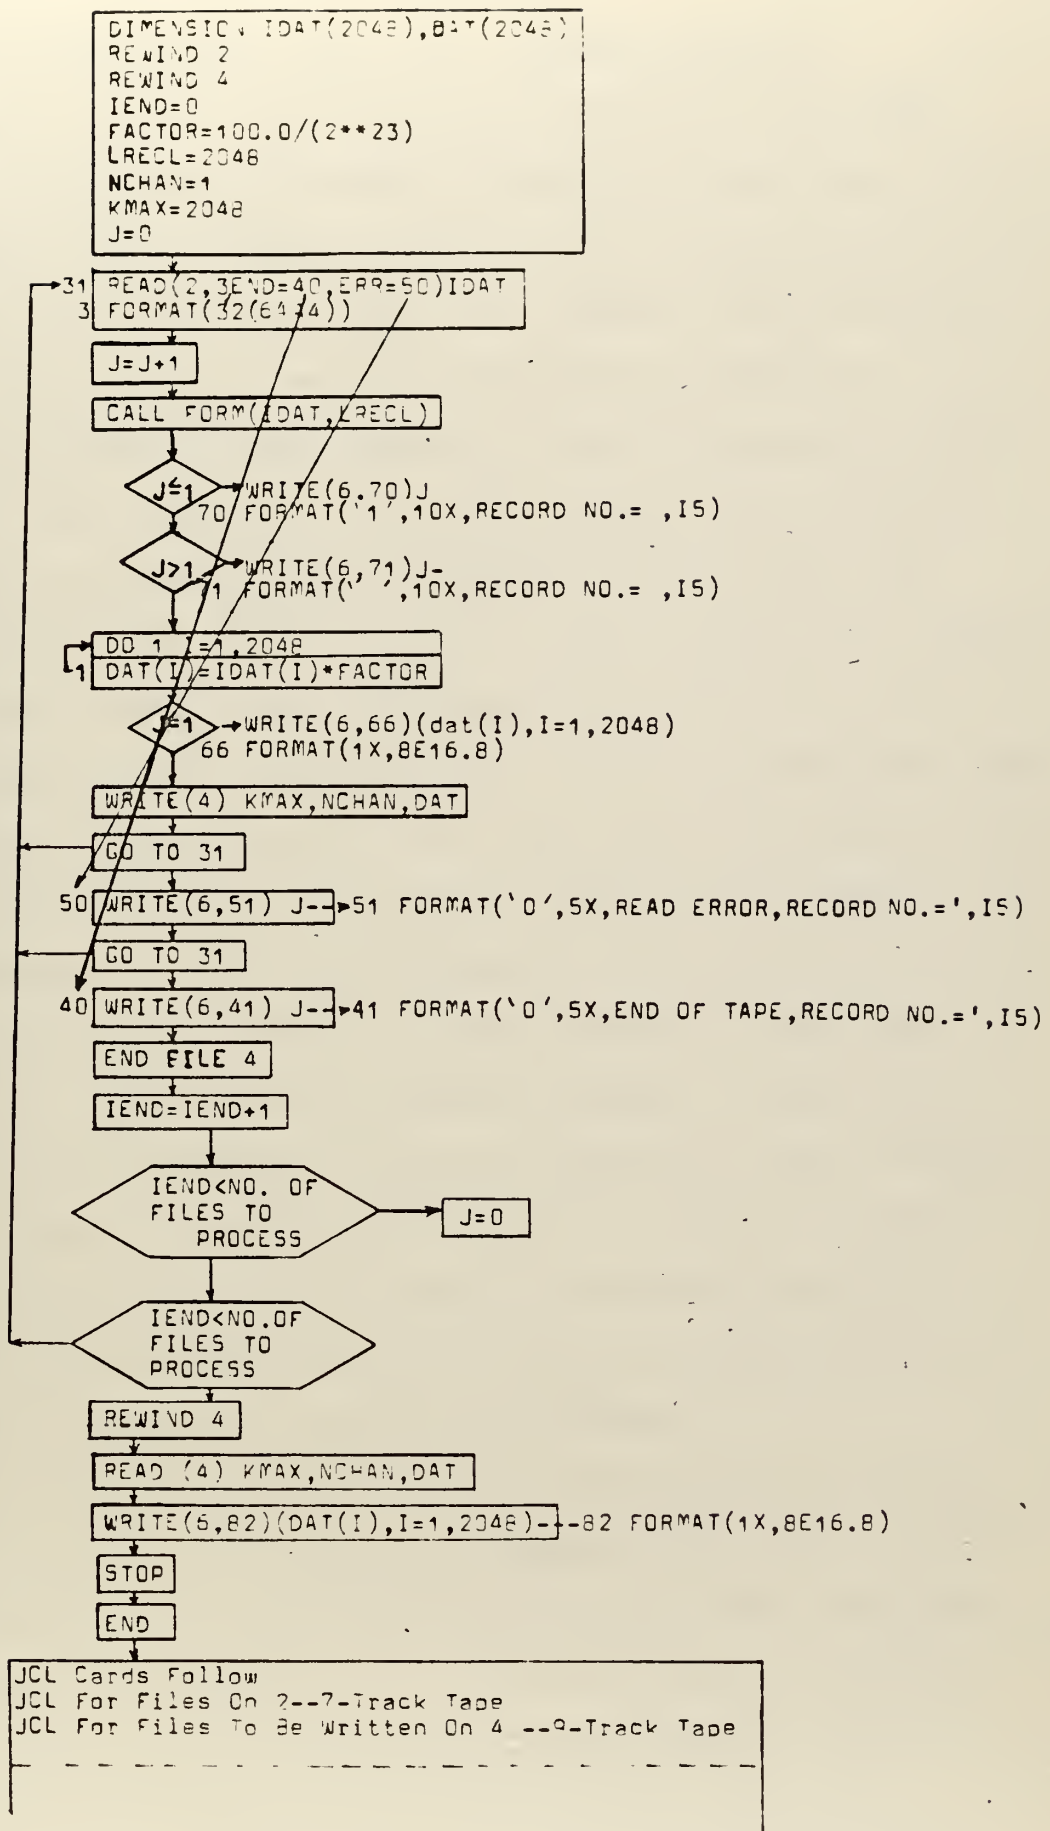 DIMENSION IDAT(2048),DAT(2048)
REWIND 2
REWIND 4
IEND=0
FACTOR=100.0/(2**23)
LRECL=2048
NCHAN=1
KMAX=2048
J=0
31 READ(2,3END=40,ERR=50)IDAT
3 FORMAT(32(64A4))
J=J+1
CALL FORM(IDAT,LRECL)
J≤1 WRITE(6.70)J
70 FORMAT('1',10X,RECORD NO.= ,I5)
J>1 WRITE(6,71)J-
71 FORMAT(' ',10X,RECORD NO.= ,I5)
DO 1 I=1,2048
1 DAT(I)=IDAT(I)*FACTOR
J=1 WRITE(6,66)(dat(I),I=1,2048)
66 FORMAT(1X,8E16.8)
WRITE(4) KMAX,NCHAN,DAT
GO TO 31
50 WRITE(6,51) J-- 51 FORMAT('0',5X,READ ERROR,RECORD NO.=',I5)
GO TO 31
40 WRITE(6,41) J-- 41 FORMAT('0',5X,END OF TAPE,RECORD NO.=',I5)
END FILE 4
IEND=IEND+1
IEND<NO. OF
FILES TO
PROCESS
J=0
IEND<NO.OF
FILES TO
PROCESS
REWIND 4
READ (4) KMAX,NCHAN,DAT
WRITE(6,82)(DAT(I),I=1,2048)---82 FORMAT(1X,8E16.8)
STOP
END
JCL Cards Follow
JCL For Files On 2--7-Track Tape
JCL For Files To Be Written On 4 --9-Track Tape